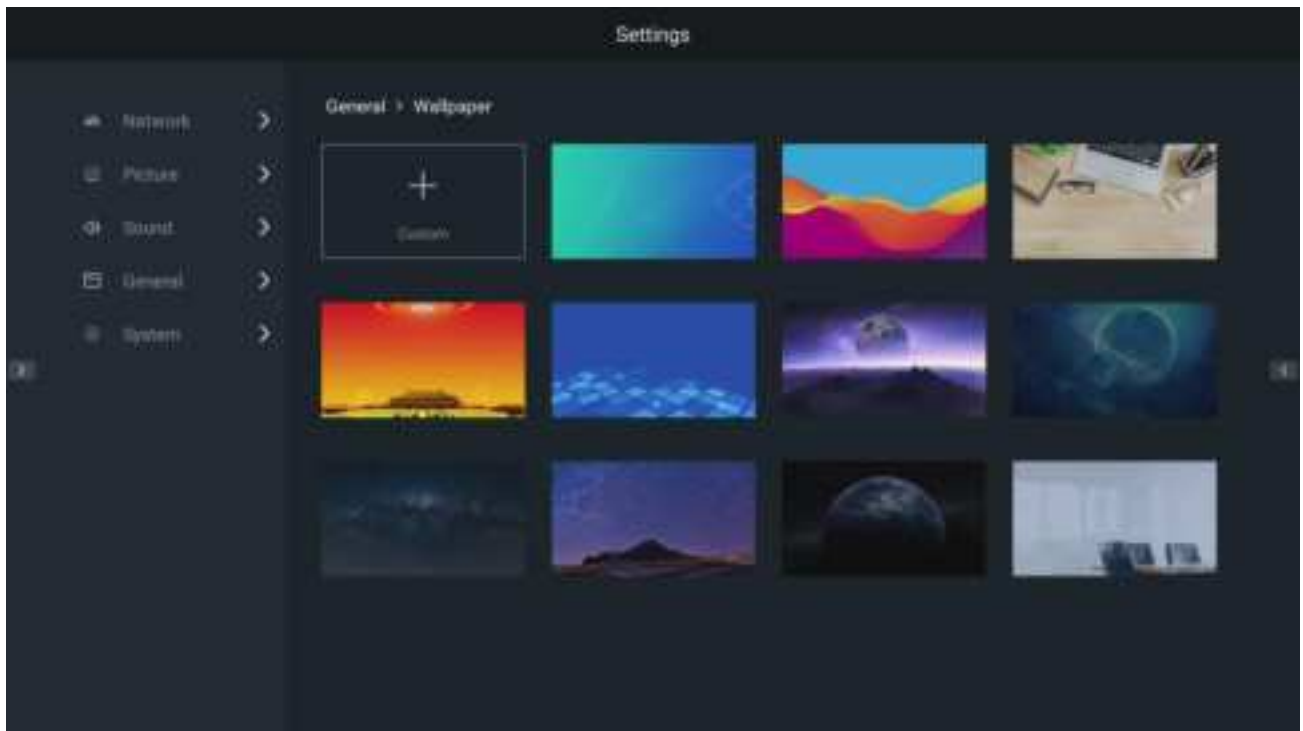 Settings
General > Wallpaper
Network
Picture
Sound
General
System
Custom